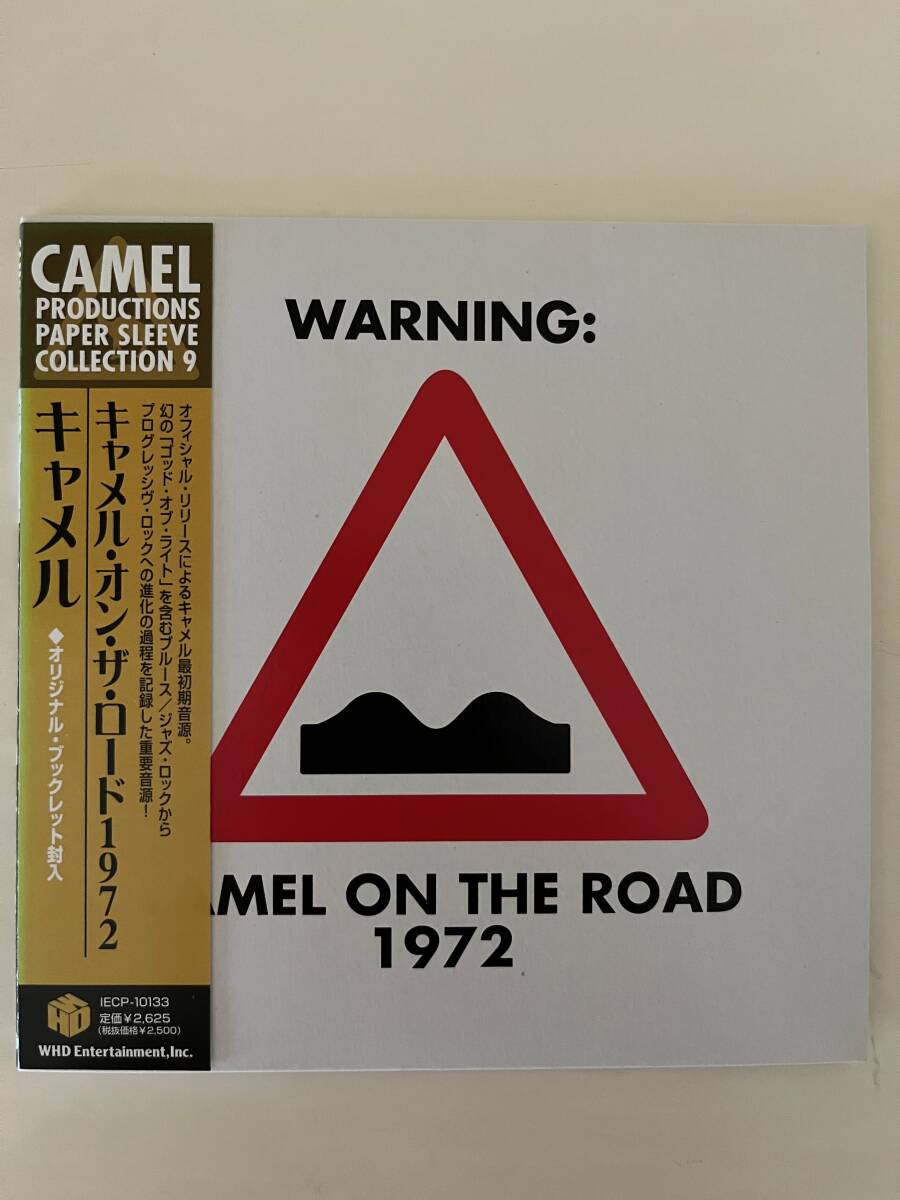 CAMEL
PRODUCTIONS
PAPER SLEEVE
COLLECTION 9
オフィシャル・リリースによるキャメル最初期音源。
幻の「ゴッド・オブ・ライト」を含むブルース/ジャズ・ロックから
プログレッシヴ・ロックへの進化の過程を記録した重要音源!
キャメル・オン・ザ・ロード1972
キャメル
◆オリジナル・ブックレット封入
WHD
IECP-10133
定価¥2,625
(税抜価格¥2,500)
WHD Entertainment,Inc.
WARNING:
AMEL ON THE ROAD
1972